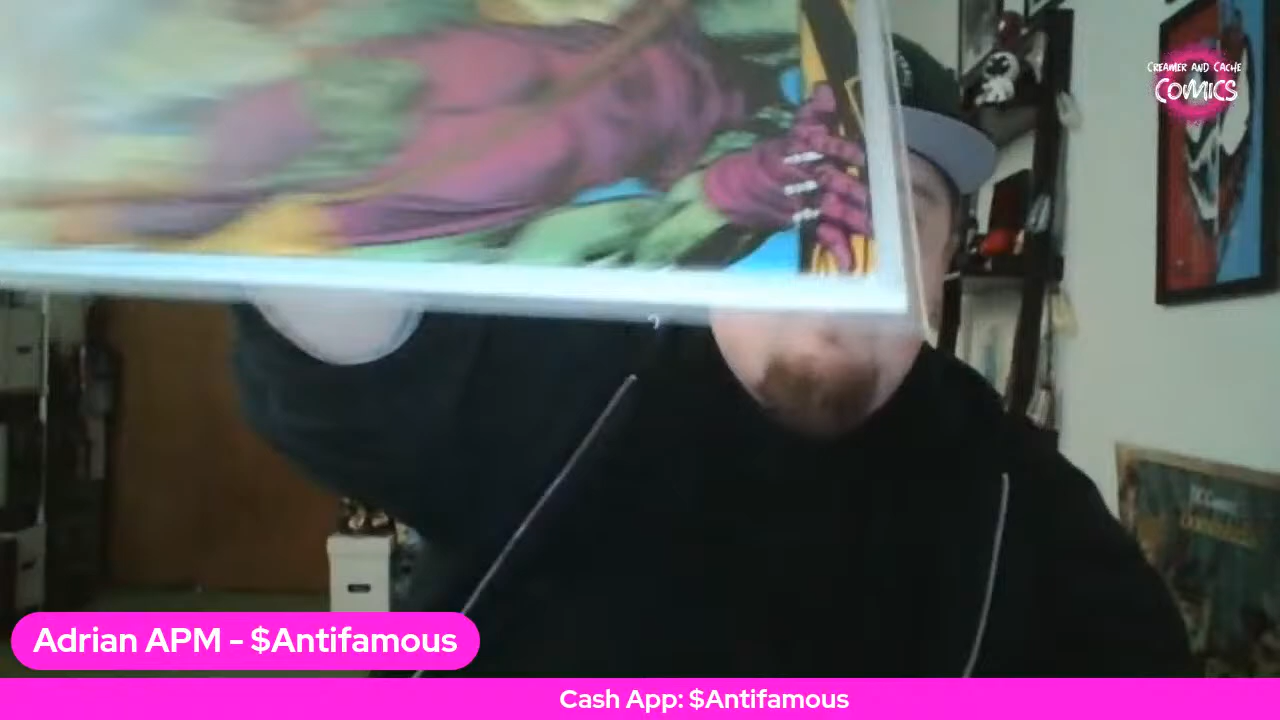 CREAMER AND CACHE
COMICS
Adrian APM - $Antifamous
Cash App: $Antifamous